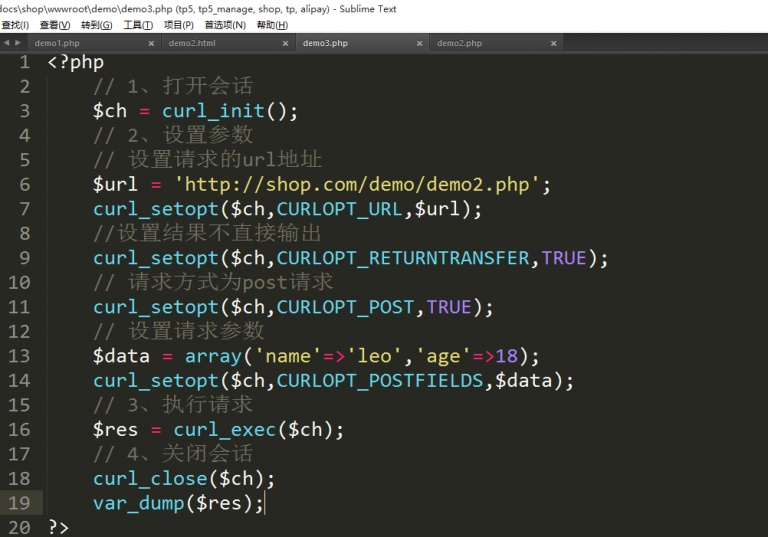 docs\shop\wwwroot\demo\demo3.php (tp5, tp5_manage, shop, tp, alipay) - Sublime Text
查找(I) 查看(V) 转到(G) 工具(T) 项目(P) 首选项(N) 帮助(H)
demo1.php × demo2.html × demo3.php × demo2.php ×
1 <?php
2 // 1、打开会话
3 $ch = curl_init();
4 // 2、设置参数
5 // 设置请求的url地址
6 $url = 'http://shop.com/demo/demo2.php';
7 curl_setopt($ch,CURLOPT_URL,$url);
8 //设置结果不直接输出
9 curl_setopt($ch,CURLOPT_RETURNTRANSFER,TRUE);
10 // 请求方式为post请求
11 curl_setopt($ch,CURLOPT_POST,TRUE);
12 // 设置请求参数
13 $data = array('name'=>'leo','age'=>18);
14 curl_setopt($ch,CURLOPT_POSTFIELDS,$data);
15 // 3、执行请求
16 $res = curl_exec($ch);
17 // 4、关闭会话
18 curl_close($ch);
19 var_dump($res);
20 ?>